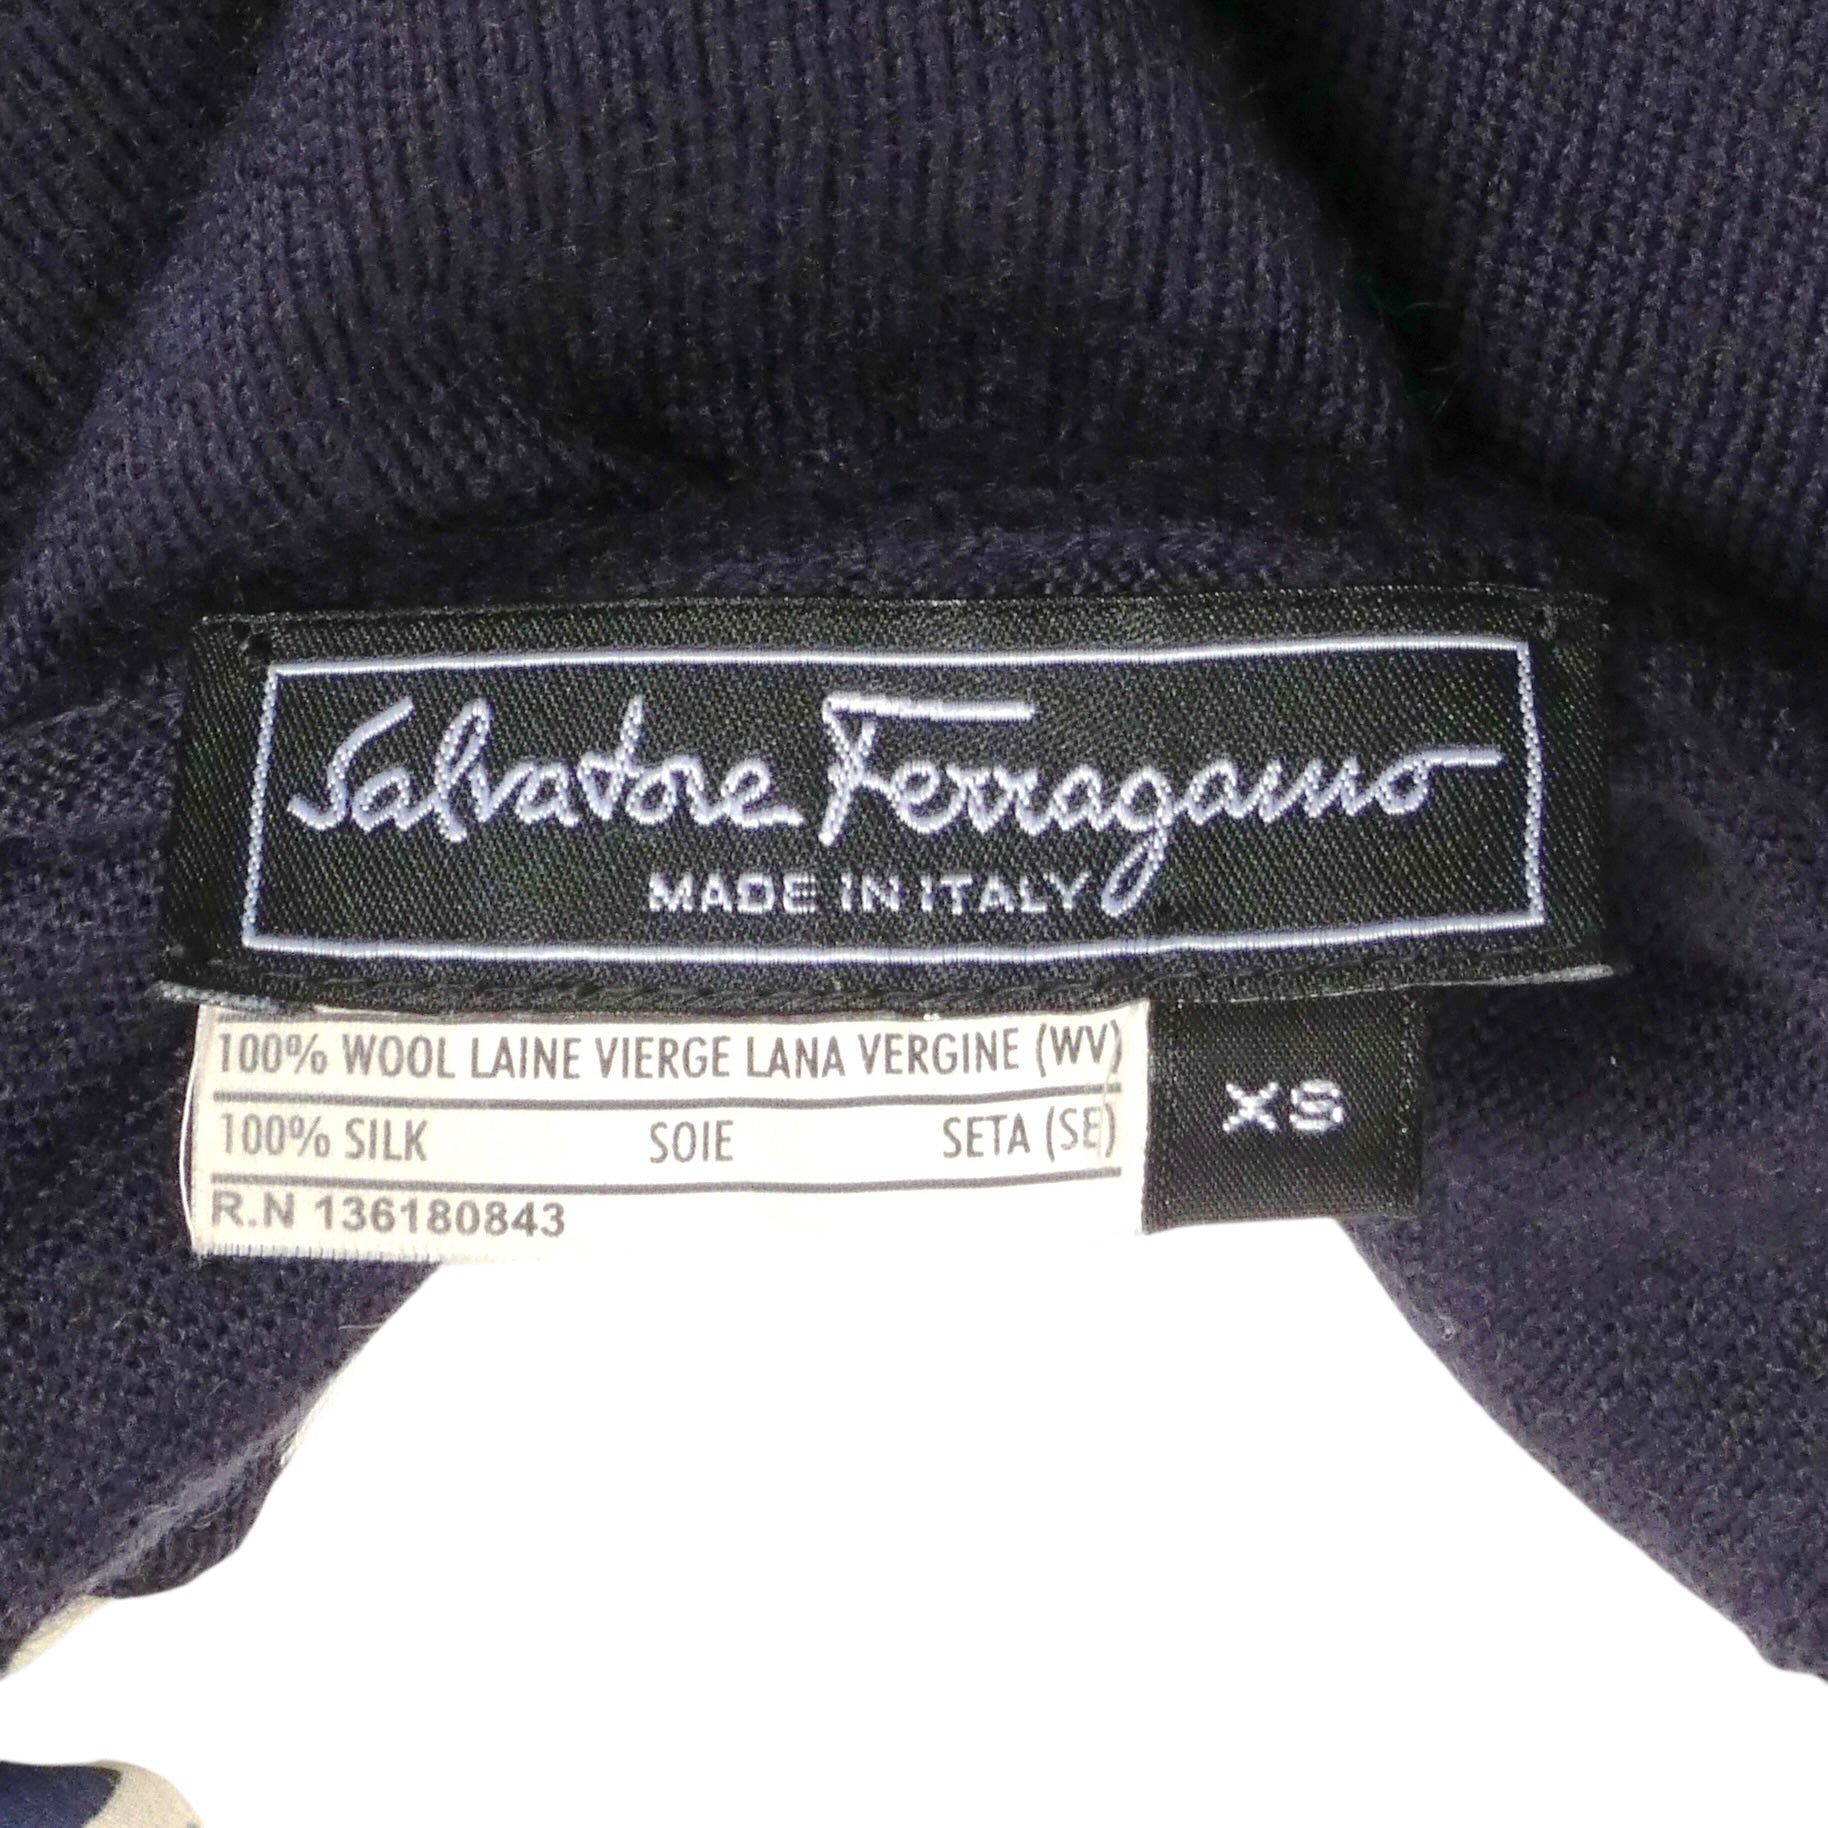 Salvatore Ferragamo
MADE IN ITALY
100% WOOL LAINE VIERGE LANA VERGINE (WV)
100% SILK SOIE SETA (SE)
R.N 136180843
XS